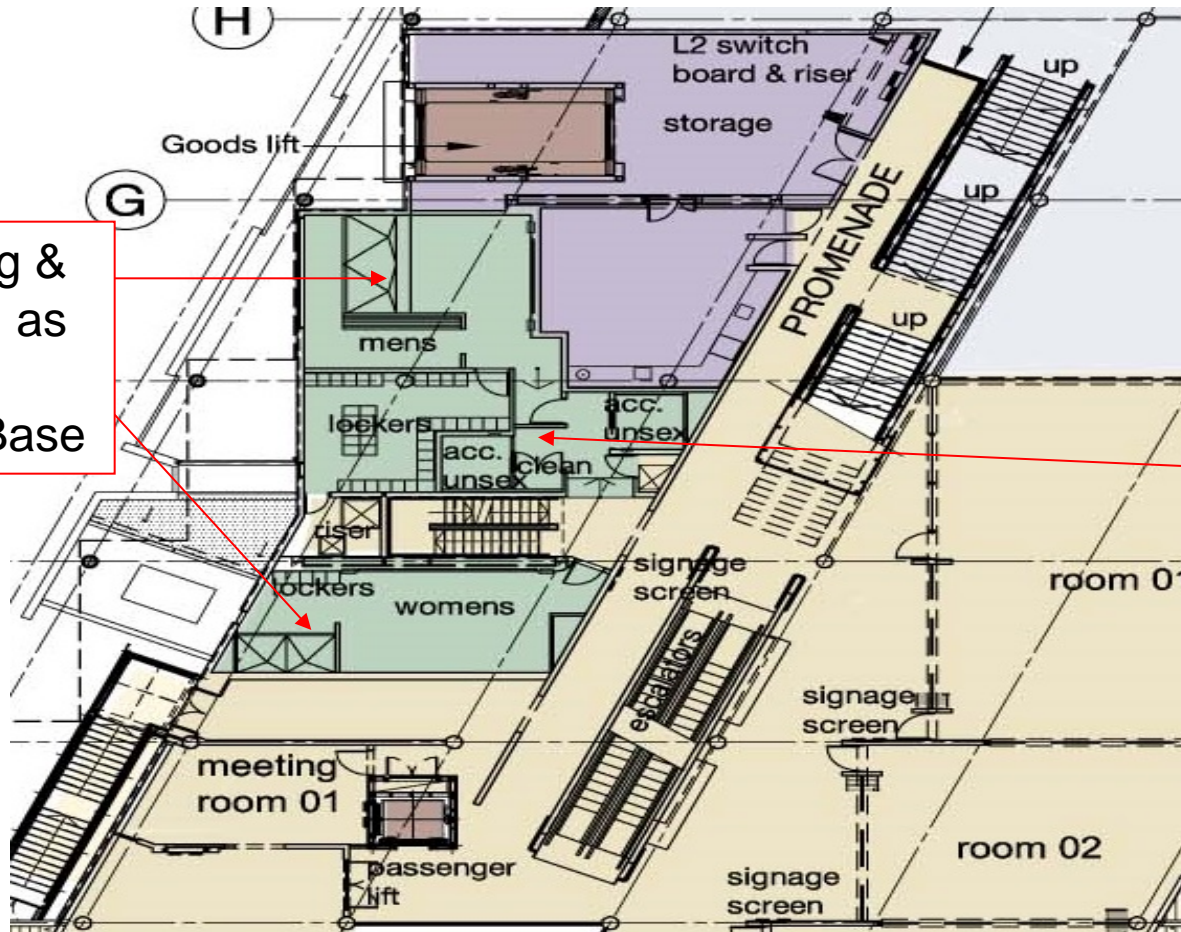 H
L2 switch
board & riser
up
storage
Goods lift
G
up
PROMENADE
g &
as
Base
up
mens
lockers
acc.
unsex
acc.
unsex
clean
riser
signage
screen
ockers
womens
room 01
escalators
signage
screen
meeting
room 01
room 02
passenger
lift
signage
screen